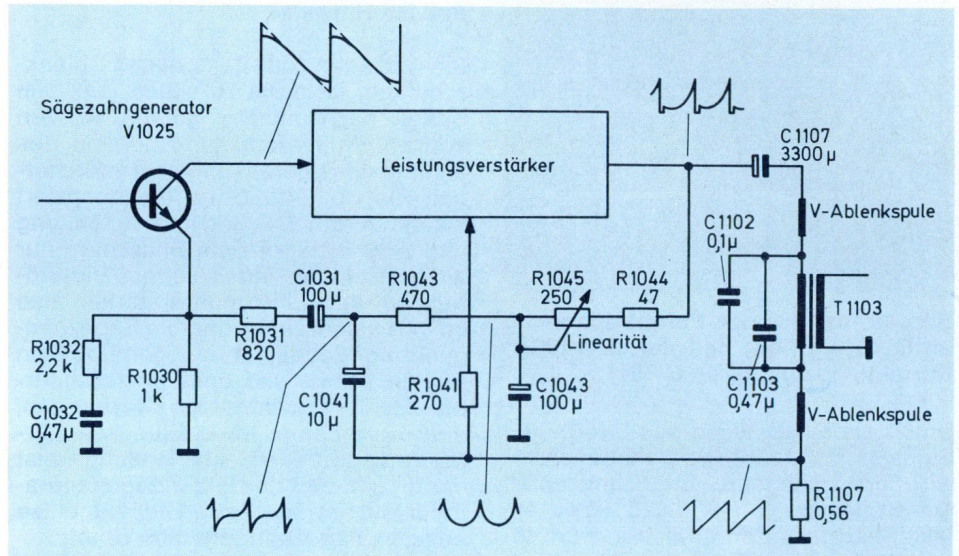 Sägezahngenerator
V1025
Leistungsverstärker
C1107
3300 µ
V-Ablenkspule
C1102
0,1µ
T1103
C1031
100 µ
R1043
470
R1045
250
R1044
47
R1031
820
Linearität
R1032
2,2 k
R1030
1 k
C1041
10 µ
R1041
270
C1043
100 µ
C1103
0,47µ
C1032
0,47µ
V-Ablenkspule
R1107
0,56